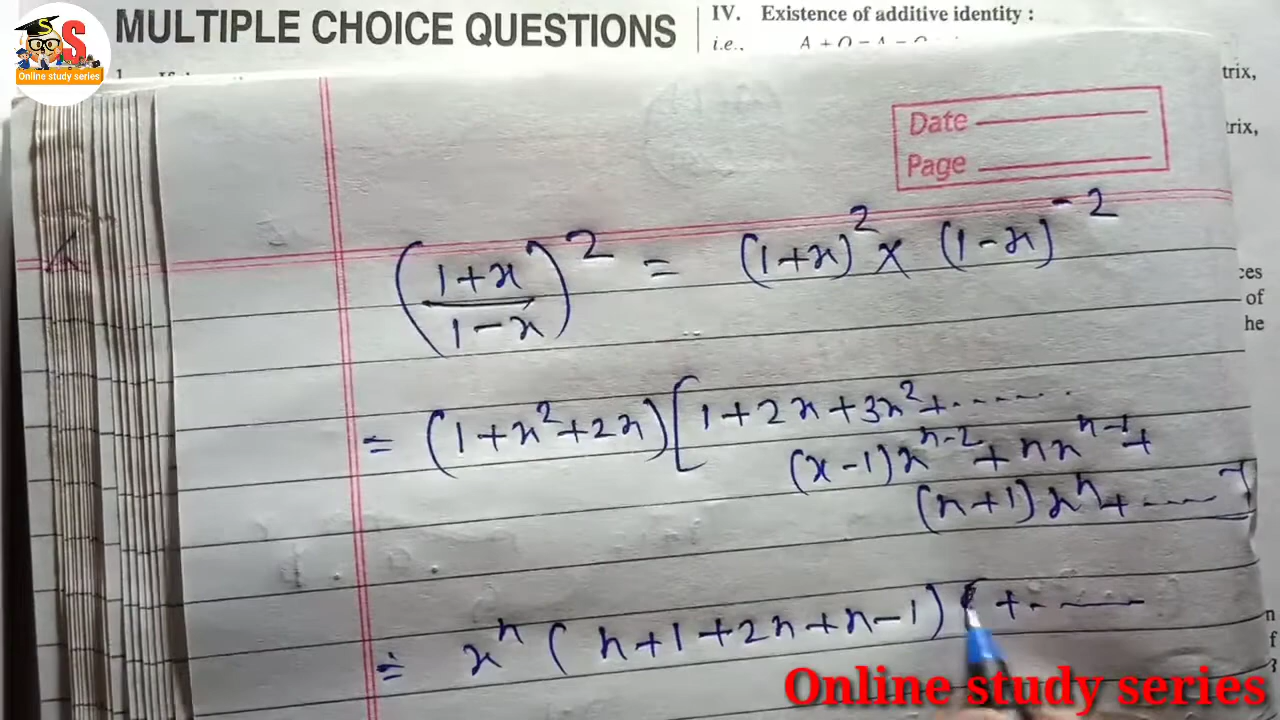 S S
Online study series
MULTIPLE CHOICE QUESTIONS
IV. Existence of additive identity :
i.e.,
trix,
trix,
Date
Page
((1+x)/(1-x))^2 = (1+x)^2 × (1-x)^-2
ces
of
he
= (1+x^2+2x)[1+2x+3x^2+......
(x-1)x^n-2 + nx^n-1 +
(n+1)x^n+.....]
= x^n (n+1+2n+n-1) +......
n
f
Online study series